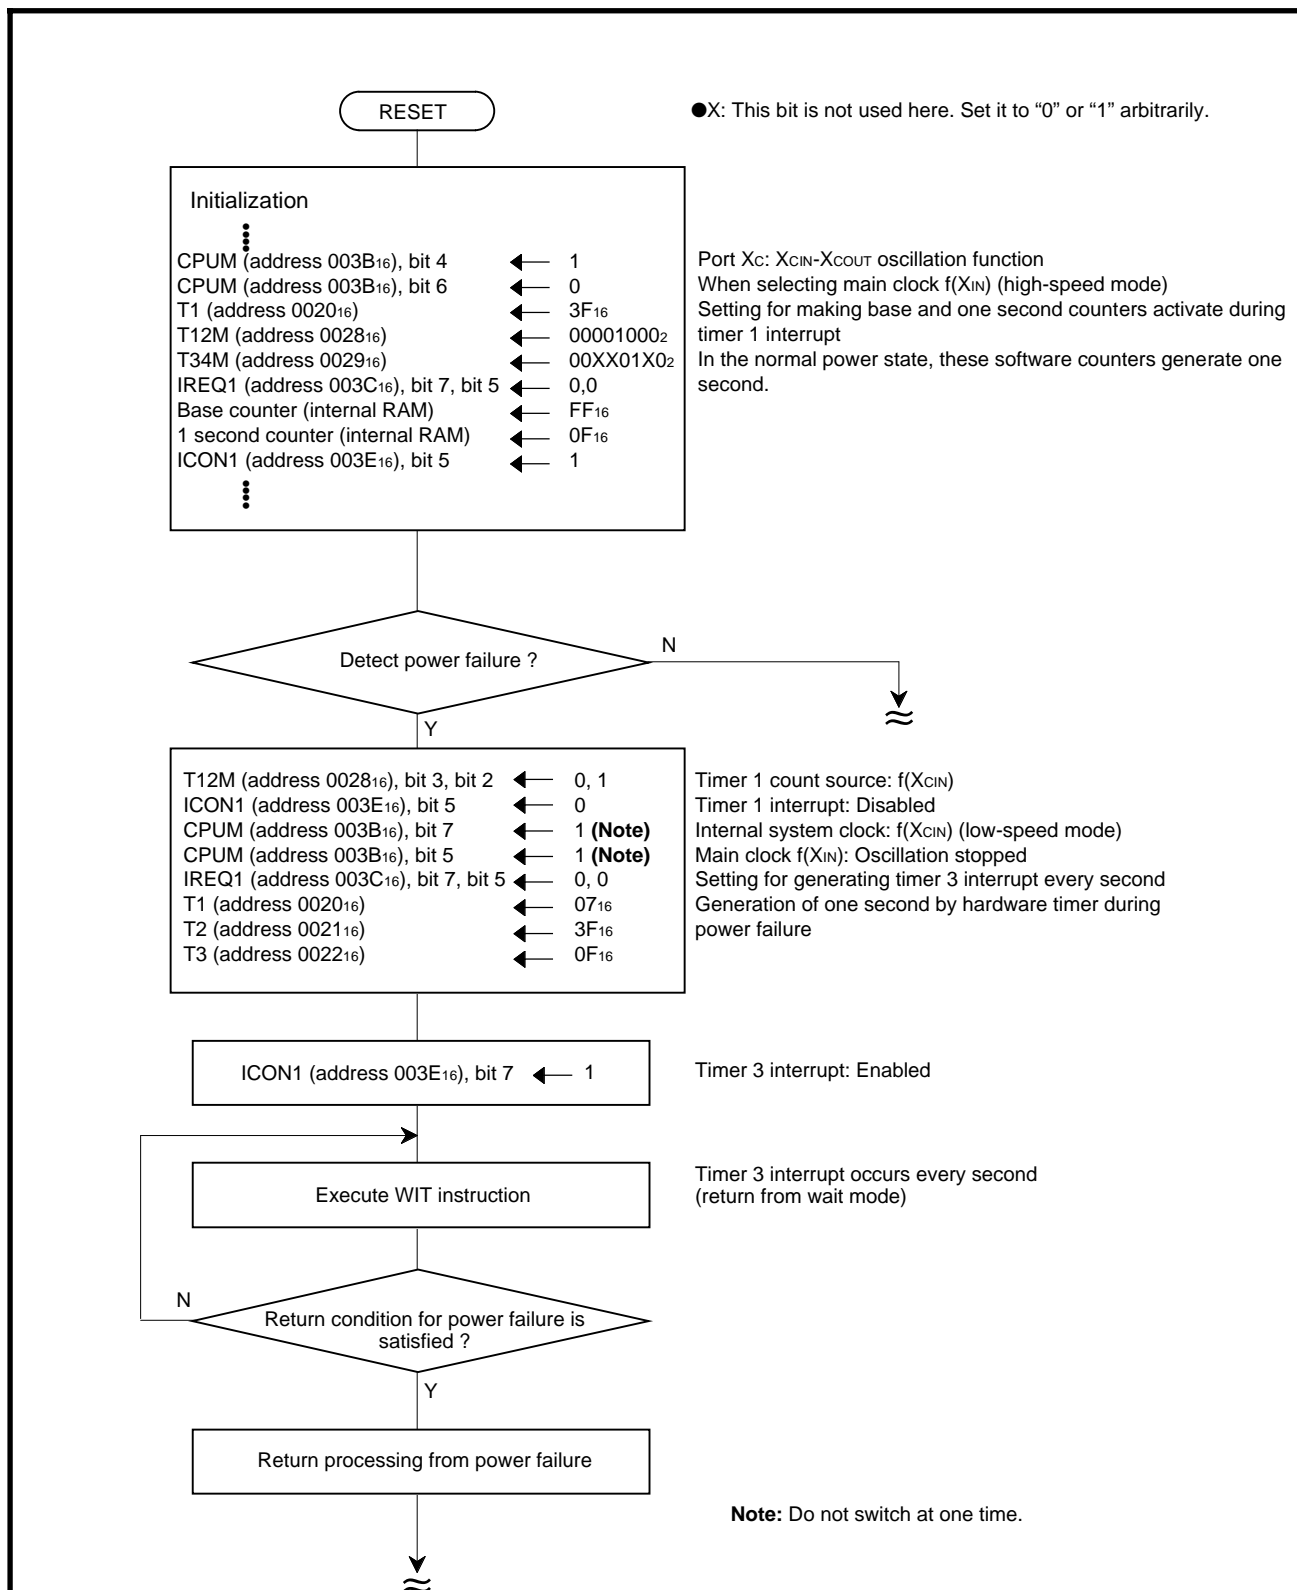 RESET
●X: This bit is not used here. Set it to “0” or “1” arbitrarily.
Initialization
CPUM (address 003B16), bit 4 ← 1
Port XC: XCIN-XCOUT oscillation function
CPUM (address 003B16), bit 6 ← 0
When selecting main clock f(XIN) (high-speed mode)
T1 (address 002016) ← 3F16
Setting for making base and one second counters activate during
T12M (address 002816) ← 000010002
timer 1 interrupt
T34M (address 002916) ← 00XX01X02
In the normal power state, these software counters generate one
IREQ1 (address 003C16), bit 7, bit 5 ← 0,0
second.
Base counter (internal RAM) ← FF16
1 second counter (internal RAM) ← 0F16
ICON1 (address 003E16), bit 5 ← 1
Detect power failure ?
N
Y
T12M (address 002816), bit 3, bit 2 ← 0, 1
Timer 1 count source: f(XCIN)
ICON1 (address 003E16), bit 5 ← 0
Timer 1 interrupt: Disabled
CPUM (address 003B16), bit 7 ← 1 (Note)
Internal system clock: f(XCIN) (low-speed mode)
CPUM (address 003B16), bit 5 ← 1 (Note)
Main clock f(XIN): Oscillation stopped
IREQ1 (address 003C16), bit 7, bit 5 ← 0, 0
Setting for generating timer 3 interrupt every second
T1 (address 002016) ← 0716
Generation of one second by hardware timer during
T2 (address 002116) ← 3F16
power failure
T3 (address 002216) ← 0F16
ICON1 (address 003E16), bit 7 ← 1
Timer 3 interrupt: Enabled
Execute WIT instruction
Timer 3 interrupt occurs every second
(return from wait mode)
N
Return condition for power failure is
satisfied ?
Y
Return processing from power failure
Note: Do not switch at one time.